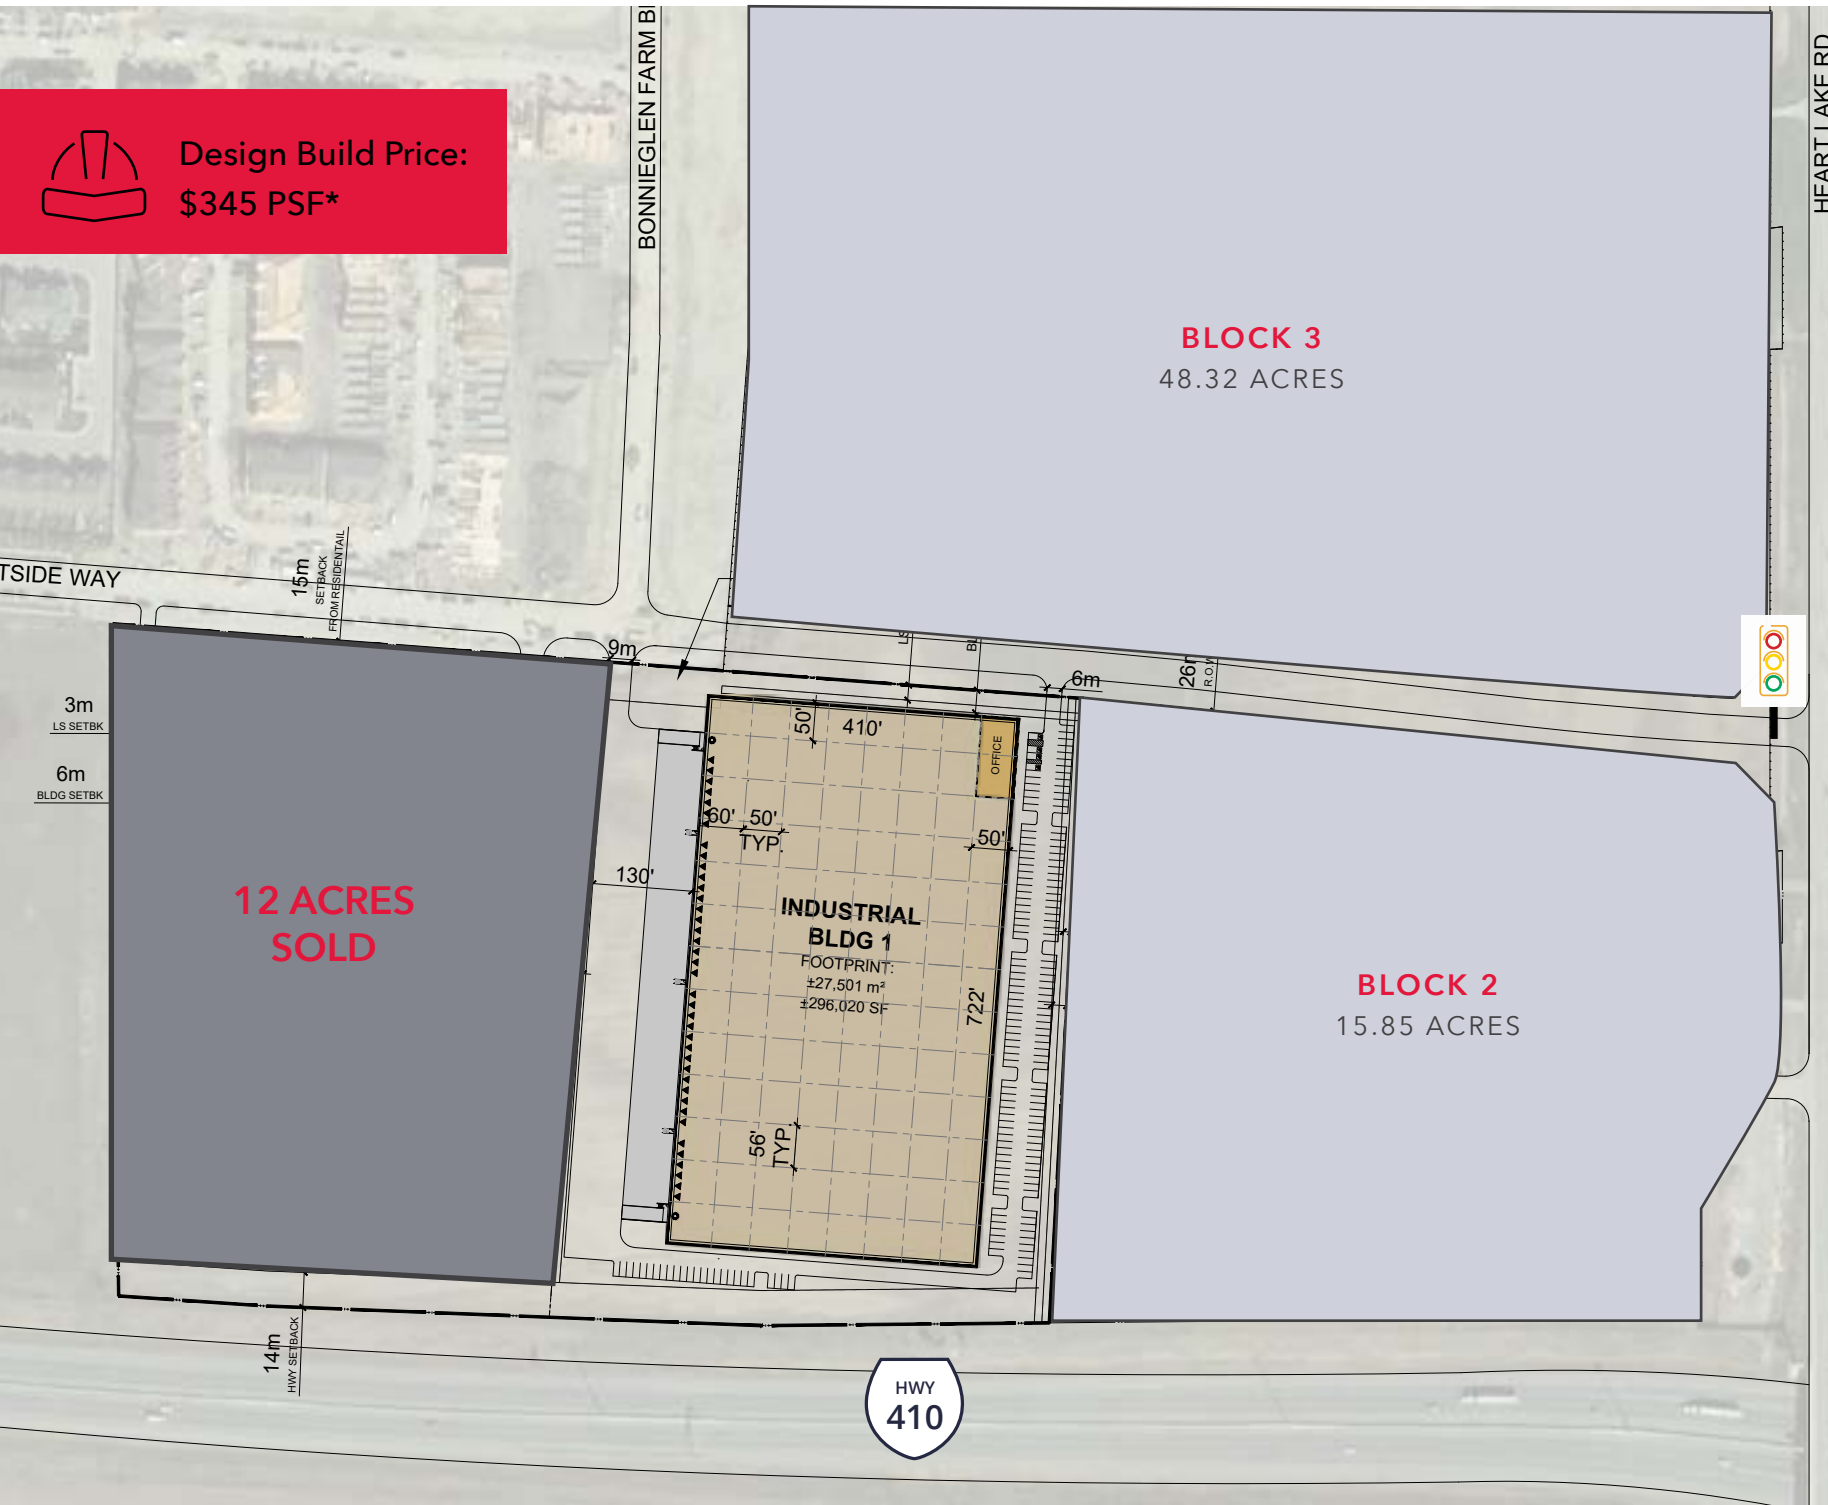 BONNIEGLEN FARM
HEART LAKE RD
Design Build Price:
$345 PSF*
BLOCK 3
48.32 ACRES
TSIDE WAY
15m
SETBACK
FROM RESIDENTAIL
9m
LS
BL
6m
26m
R.O.W
3m
LS SETBK
6m
BLDG SETBK
50'
410'
OFFICE
60'
50'
TYP.
50'
130'
12 ACRES
SOLD
INDUSTRIAL
BLDG 1
FOOTPRINT:
±27,501 m²
±296,020 SF
722'
BLOCK 2
15.85 ACRES
56'
TYP.
14m
HWY SETBACK
HWY
410